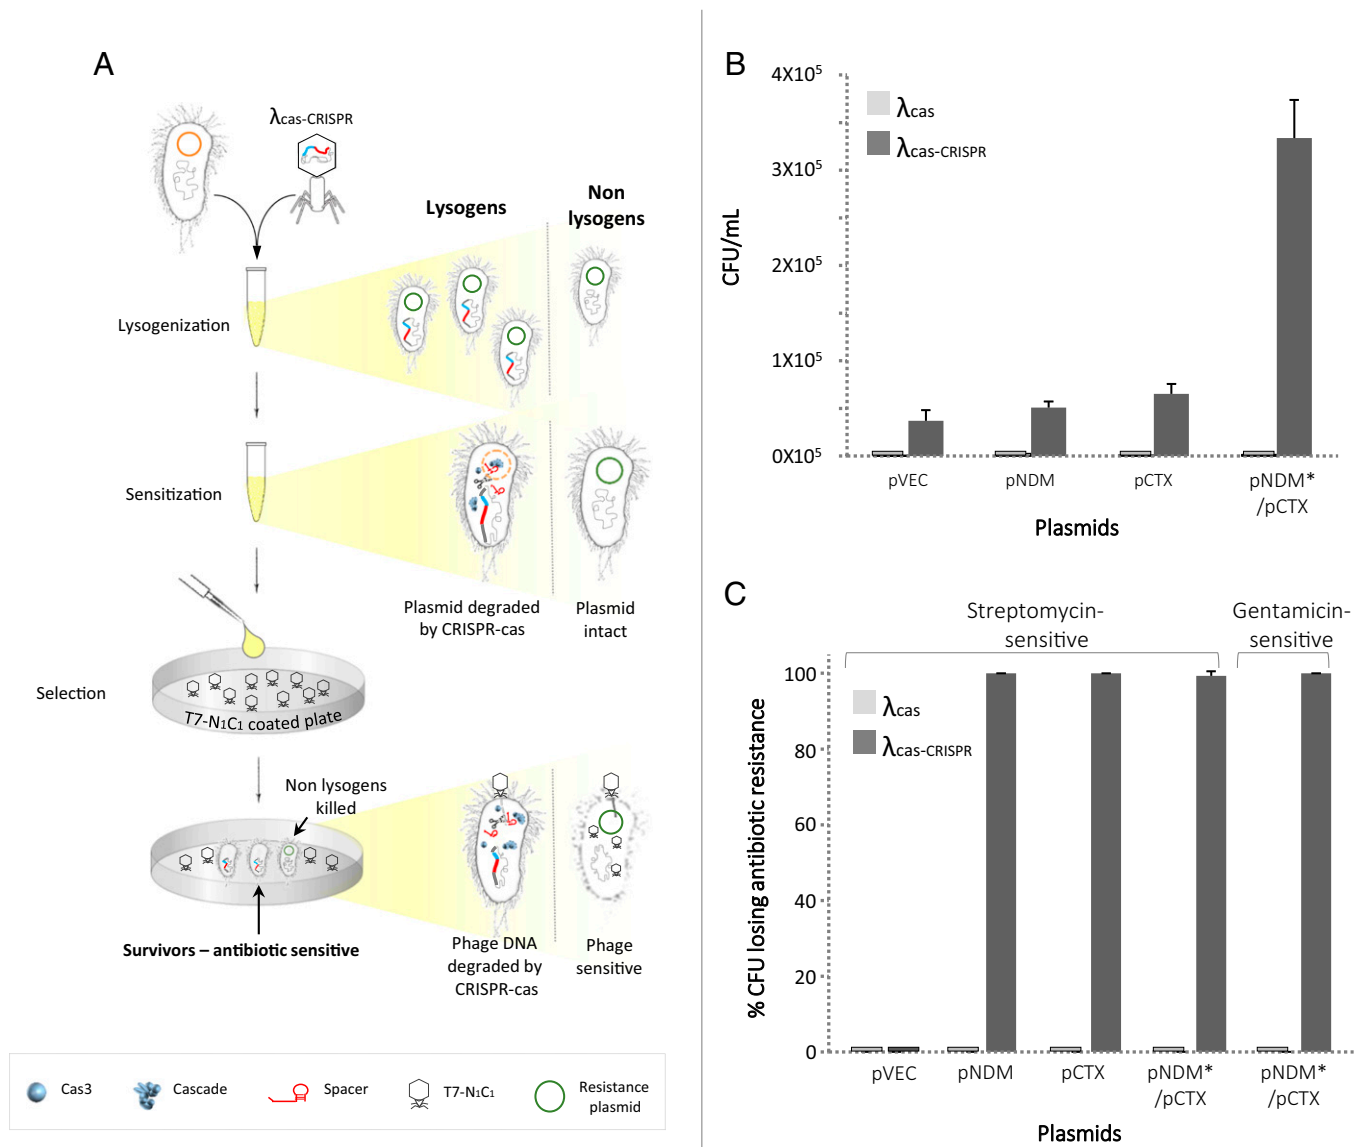 A
λcas-CRISPR
Lysogens
Non
lysogens
Lysogenization
Sensitization
Plasmid degraded
by CRISPR-cas
Plasmid
intact
Selection
T7-N1C1 coated plate
Non lysogens
killed
Survivors – antibiotic sensitive
Phage DNA
degraded by
CRISPR-cas
Phage
sensitive
Cas3
Cascade
Spacer
T7-N1C1
Resistance
plasmid
B
4X10⁵
3X10⁵
2X10⁵
1X10⁵
0X10⁵
CFU/mL
λcas
λcas-CRISPR
pVEC
pNDM
pCTX
pNDM*
/pCTX
Plasmids
C
Streptomycin-
sensitive
Gentamicin-
sensitive
100
80
60
40
20
0
% CFU losing antibiotic resistance
λcas
λcas-CRISPR
pVEC
pNDM
pCTX
pNDM*
/pCTX
pNDM*
/pCTX
Plasmids